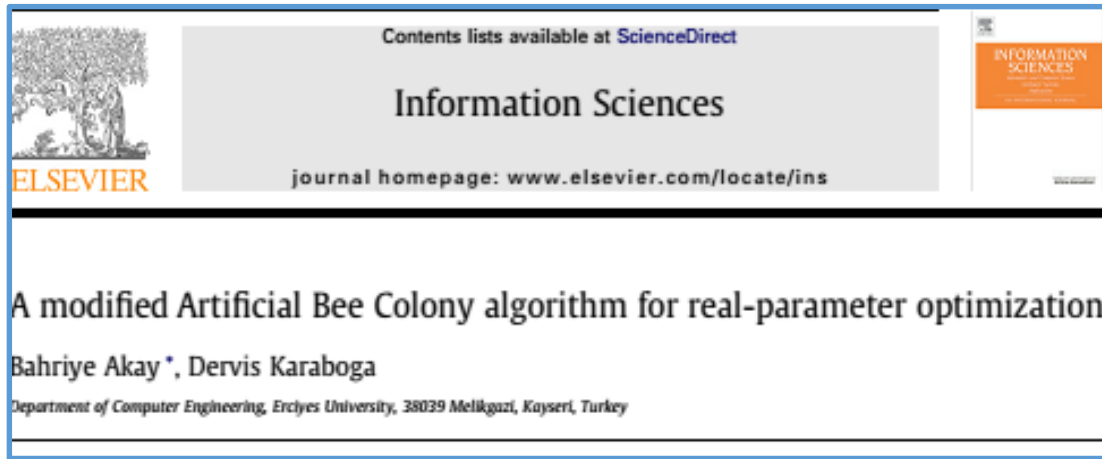 Contents lists available at ScienceDirect
INFORMATION
SCIENCES
Information Sciences
ELSEVIER
journal homepage: www.elsevier.com/locate/ins
A modified Artificial Bee Colony algorithm for real-parameter optimization
Bahriye Akay *, Dervis Karaboga
Department of Computer Engineering, Erciyes University, 38039 Melikgazi, Kayseri, Turkey